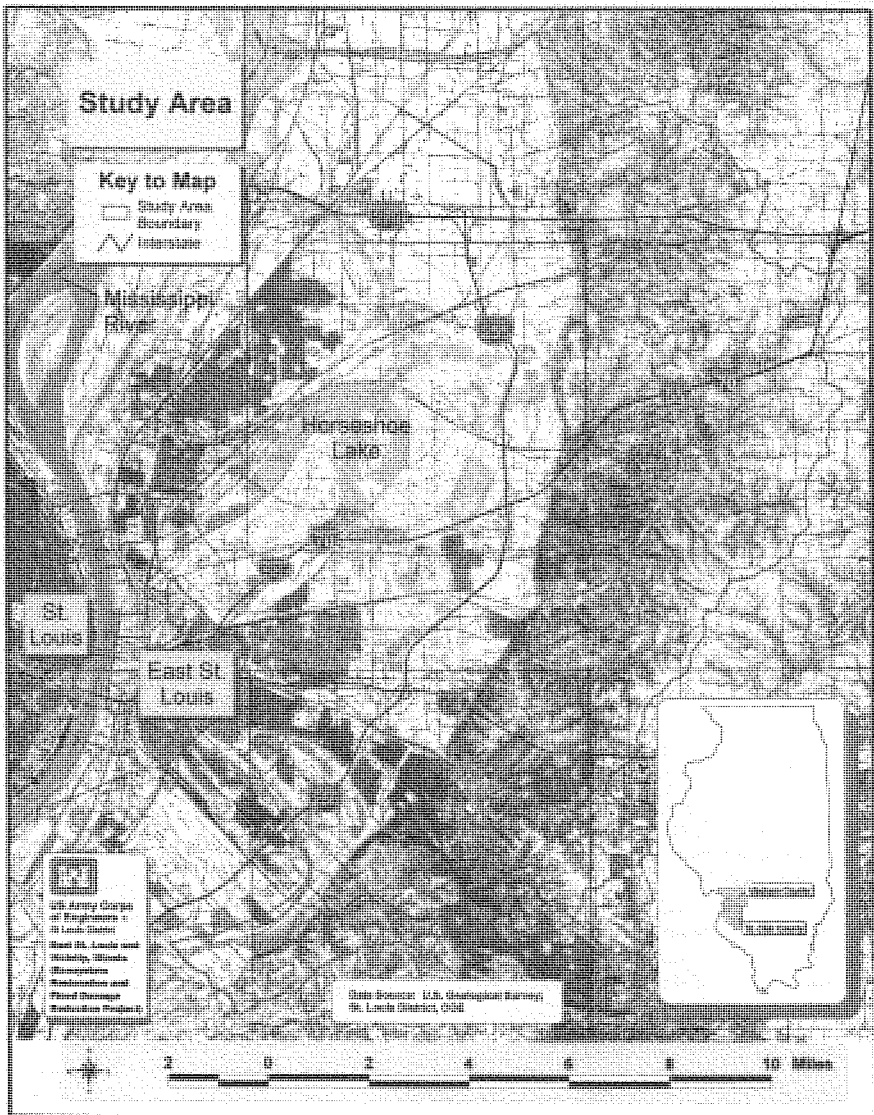 Study Area
Key to Map
Study Area
Boundary
Interstate
Mississippi
River
Horseshoe
Lake
St.
Louis
East St.
Louis
US Army Corps
of Engineers
St. Louis District
East St. Louis and
Vicinity, Illinois
Ecosystem
Restoration and
Flood Damage
Reduction Project
Data Source: U.S. Geological Survey;
St. Louis District, COE
2 0 2 4 6 8 10 Miles